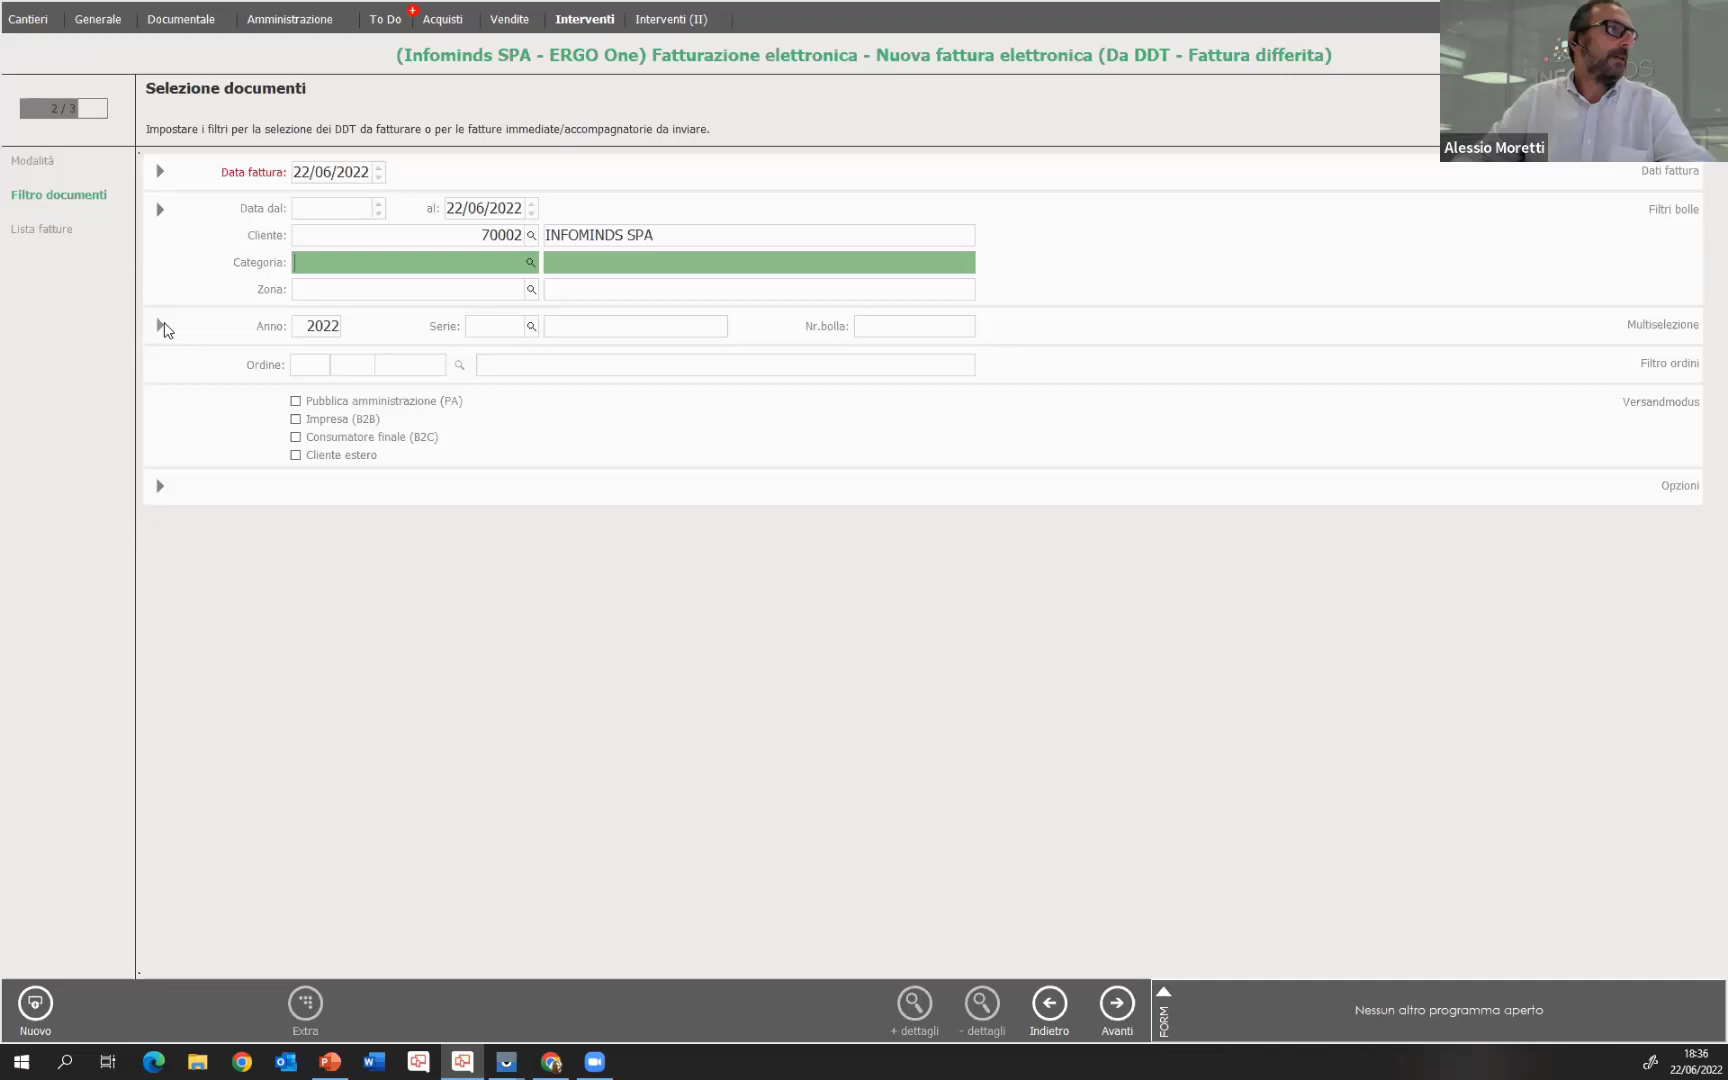 Cantieri Generale Documentale Amministrazione To Do Acquisti Vendite Interventi Interventi (II)
(Infominds SPA - ERGO One) Fatturazione elettronica - Nuova fattura elettronica (Da DDT - Fattura differita)
Selezione documenti
2 / 3
Impostare i filtri per la selezione dei DDT da fatturare o per le fatture immediate/accompagnatorie da inviare.
Alessio Moretti
Modalità
Filtro documenti
Lista fatture
Data fattura: 22/06/2022 Dati fattura
Data dal: al: 22/06/2022 Filtri bolle
Cliente: 70002 INFOMINDS SPA
Categoria:
Zona:
Anno: 2022 Serie: Nr.bolla: Multiselezione
Ordine: Filtro ordini
Pubblica amministrazione (PA) Versandmodus
Impresa (B2B)
Consumatore finale (B2C)
Cliente estero
Opzioni
Nuovo Extra + dettagli - dettagli Indietro Avanti FORM Nessun altro programma aperto
18:36
22/06/2022